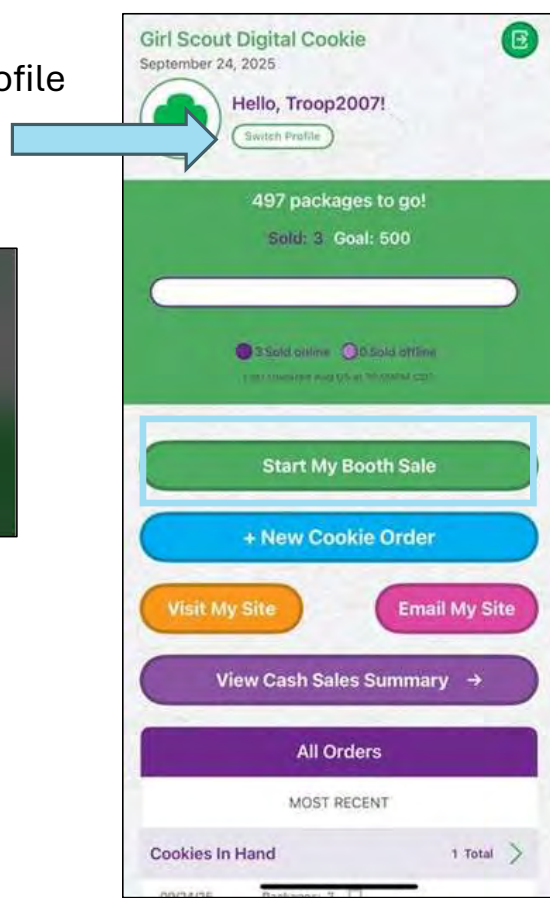 ofile
Girl Scout Digital Cookie
September 24, 2025
Hello, Troop2007!
Switch Profile
497 packages to go!
Sold: 3 Goal: 500
3 Sold online 0 Sold offline
Start My Booth Sale
+ New Cookie Order
Visit My Site Email My Site
View Cash Sales Summary →
All Orders
MOST RECENT
Cookies In Hand 1 Total >